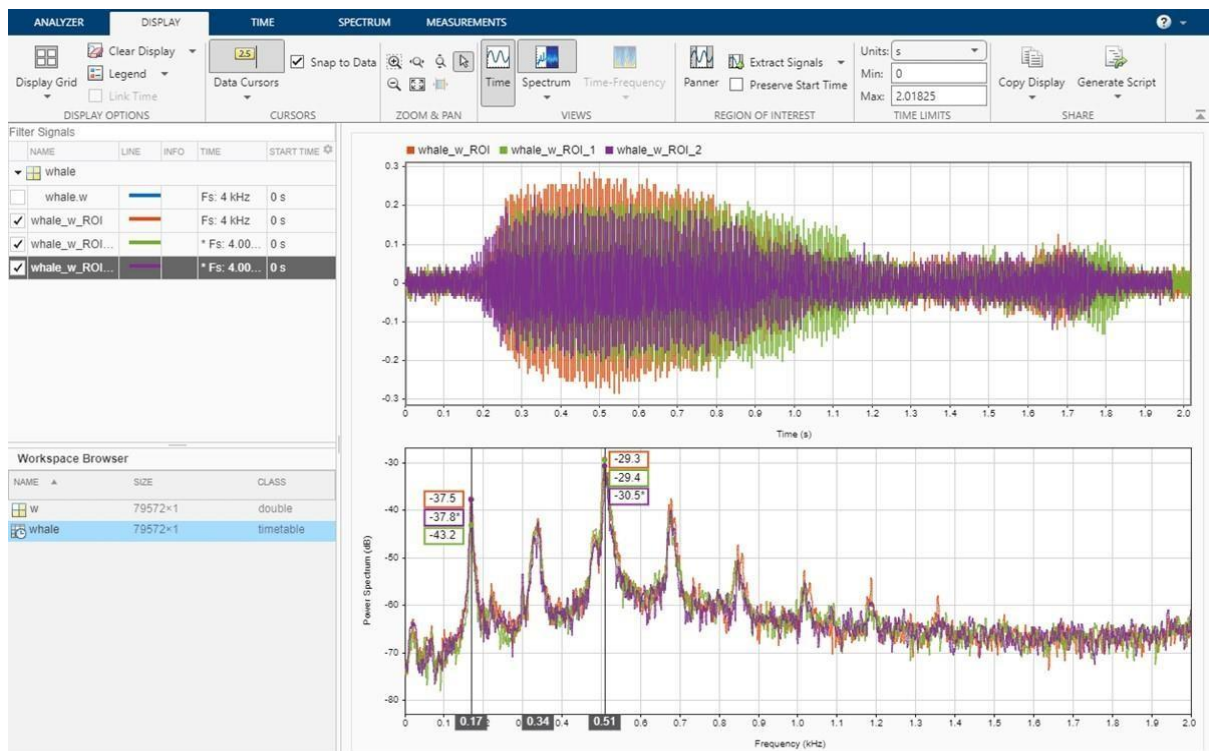 ANALYZER DISPLAY TIME SPECTRUM MEASUREMENTS
?
Display Grid
Clear Display
Legend
Link Time
DISPLAY OPTIONS
2.5
Data Cursors
Snap to Data
CURSORS
ZOOM & PAN
Time
Spectrum
Time-Frequency
VIEWS
Panner
Extract Signals
Preserve Start Time
REGION OF INTEREST
Units: s
Min: 0
Max: 2.01825
TIME LIMITS
Copy Display
Generate Script
SHARE
Filter Signals
NAME LINE INFO TIME START TIME
whale
whale.w Fs: 4 kHz 0 s
whale_w_ROI Fs: 4 kHz 0 s
whale_w_ROI... * Fs: 4.00... 0 s
whale_w_ROI... * Fs: 4.00... 0 s
Workspace Browser
NAME SIZE CLASS
w 79572×1 double
whale 79572×1 timetable
whale_w_ROI whale_w_ROI_1 whale_w_ROI_2
0.3
0.2
0.1
0
-0.1
-0.2
-0.3
0 0.1 0.2 0.3 0.4 0.5 0.6 0.7 0.8 0.9 1.0 1.1 1.2 1.3 1.4 1.5 1.6 1.7 1.8 1.9 2.0
Time (s)
-30
-40
-50
-60
-70
-80
Power Spectrum (dB)
-37.5
-37.8*
-43.2
-29.3
-29.4
-30.5*
0 0.1 0.17 0.34 0.4 0.51 0.6 0.7 0.8 0.9 1.0 1.1 1.2 1.3 1.4 1.5 1.6 1.7 1.8 1.9 2.0
Frequency (kHz)